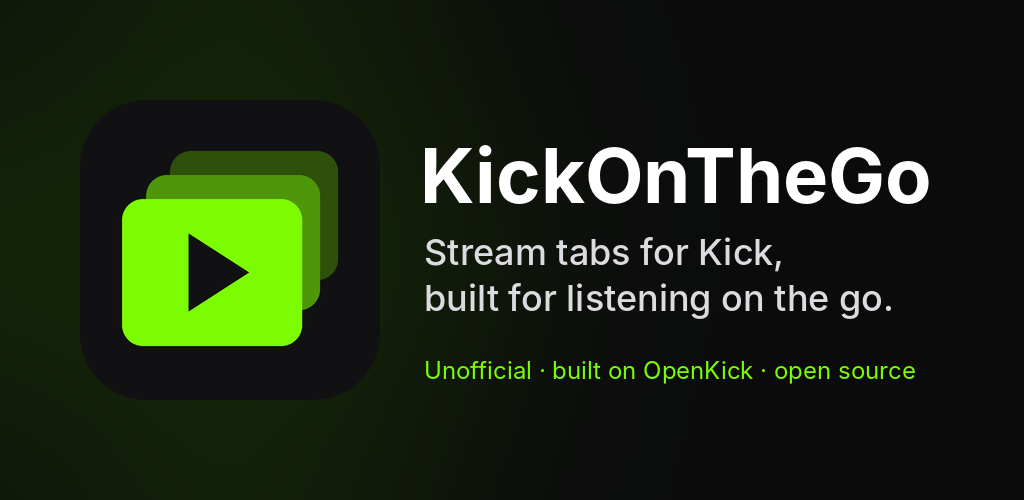 KickOnTheGo
Stream tabs for Kick,
built for listening on the go.
Unofficial · built on OpenKick · open source